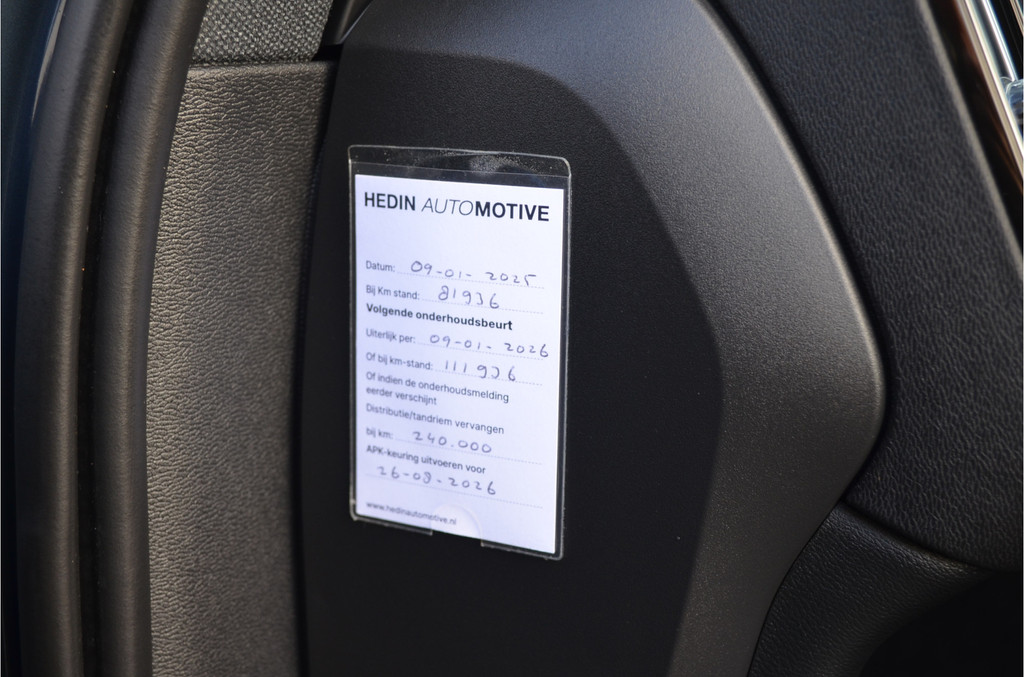 HEDIN AUTOMOTIVE
Datum: 09-01-2025
Bij Km stand: 81936
Volgende onderhoudsbeurt
Uiterlijk per: 09-01-2026
Of bij km-stand: 111936
Of indien de onderhoudsmelding
eerder verschijnt
Distributie/tandriem vervangen
bij km: 240.000
APK-keuring uitvoeren voor
26-09-2026
www.hedinautomotive.nl